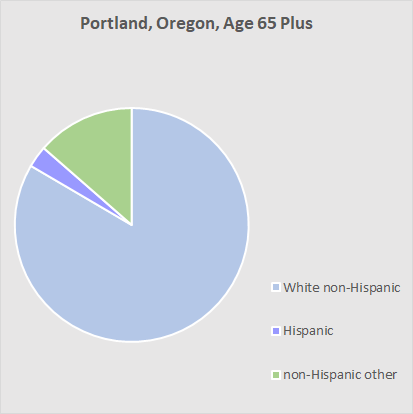 Portland, Oregon, Age 65 Plus
White non-Hispanic
Hispanic
non-Hispanic other